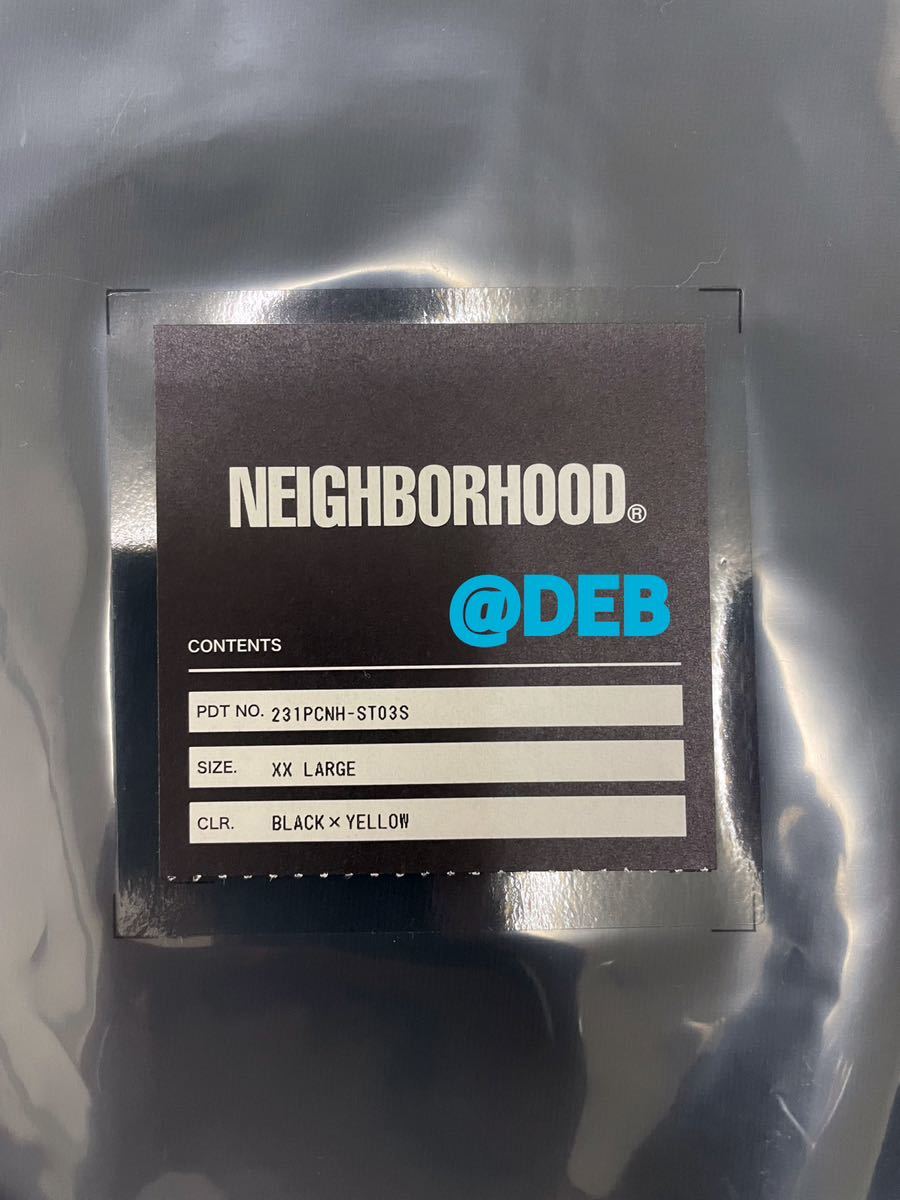 NEIGHBORHOOD®
@DEB
CONTENTS
PDT NO. 231PCNH-ST03S
SIZE. XX LARGE
CLR. BLACK×YELLOW